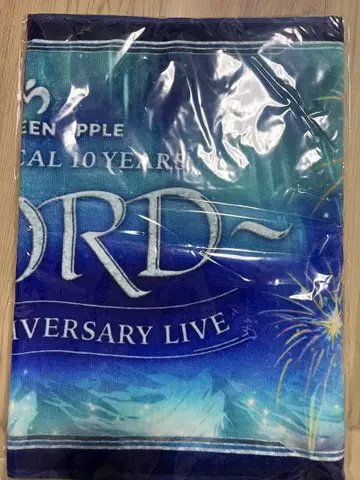 EEN APPLE
CAL 10 YEARS
ORD~
IVERSARY LIVE